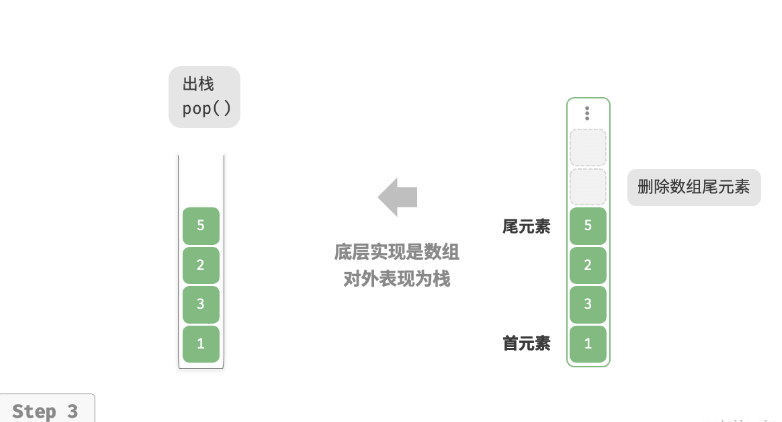 出栈
pop()
5
2
3
1
底层实现是数组
对外表现为栈
尾元素
首元素
5
2
3
1
删除数组尾元素
Step 3